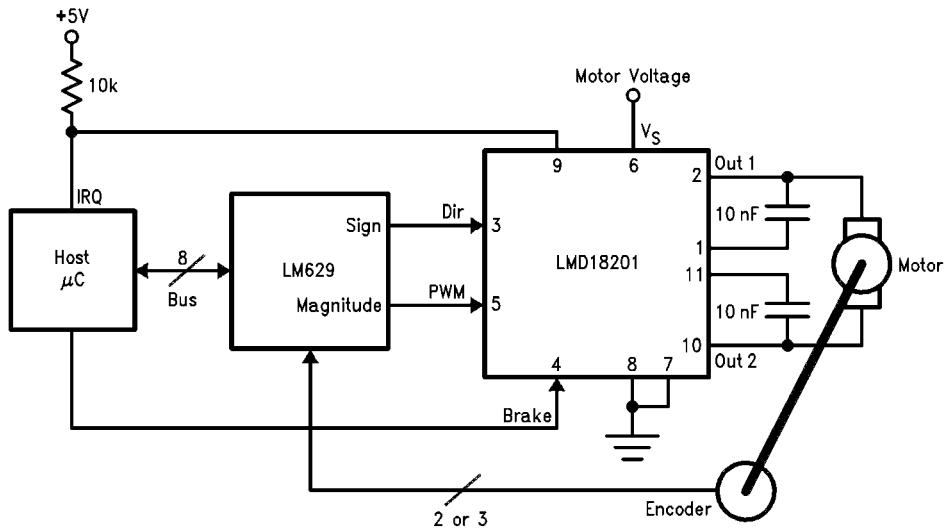 +5V
10k
Motor Voltage
V_S
9
6
2
Out 1
IRQ
Sign
Dir
3
10 nF
Host
μC
8
Bus
LM629
LMD18201
1
Motor
11
Magnitude
PWM
5
10 nF
10
Out 2
4
8
7
Brake
Encoder
2 or 3